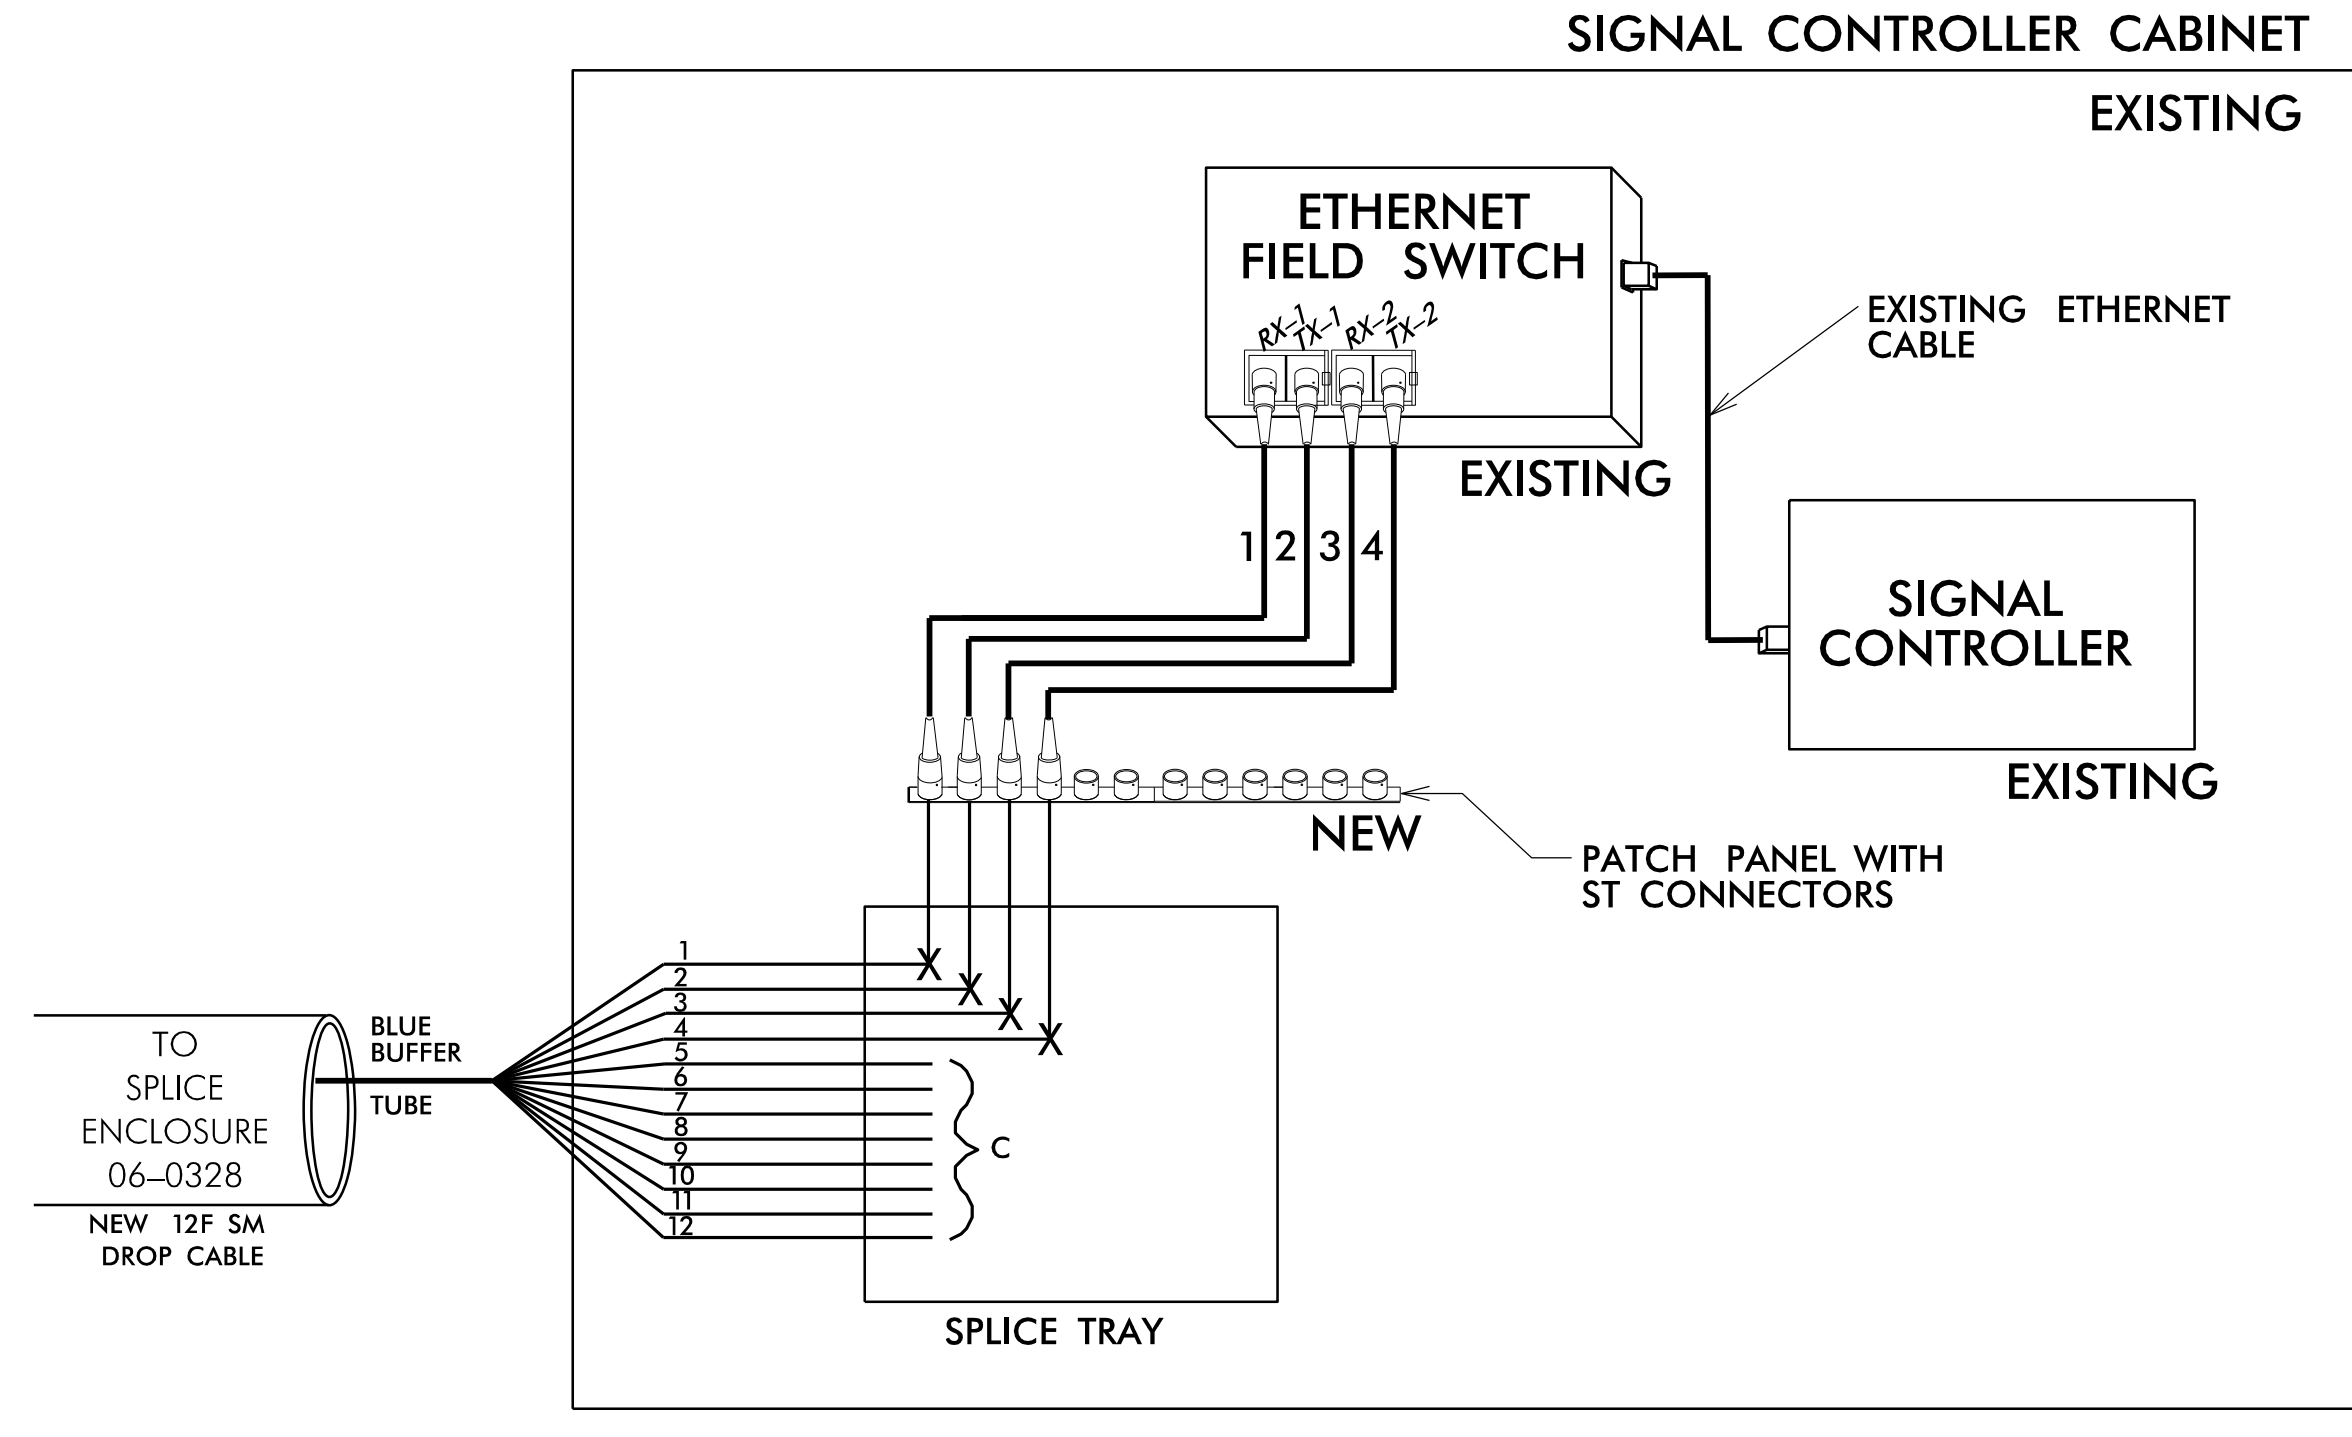 SIGNAL CONTROLLER CABINET
EXISTING
ETHERNET
FIELD SWITCH
RX-1
TX-1
RX-2
TX-2
EXISTING ETHERNET
CABLE
EXISTING
1 2 3 4
SIGNAL
CONTROLLER
EXISTING
NEW
PATCH PANEL WITH
ST CONNECTORS
1
2
3
4
5
6
7
8
9
10
11
12
X
X
X
X
C
BLUE
BUFFER
TUBE
TO
SPLICE
ENCLOSURE
06-0328
NEW 12F SM
DROP CABLE
SPLICE TRAY